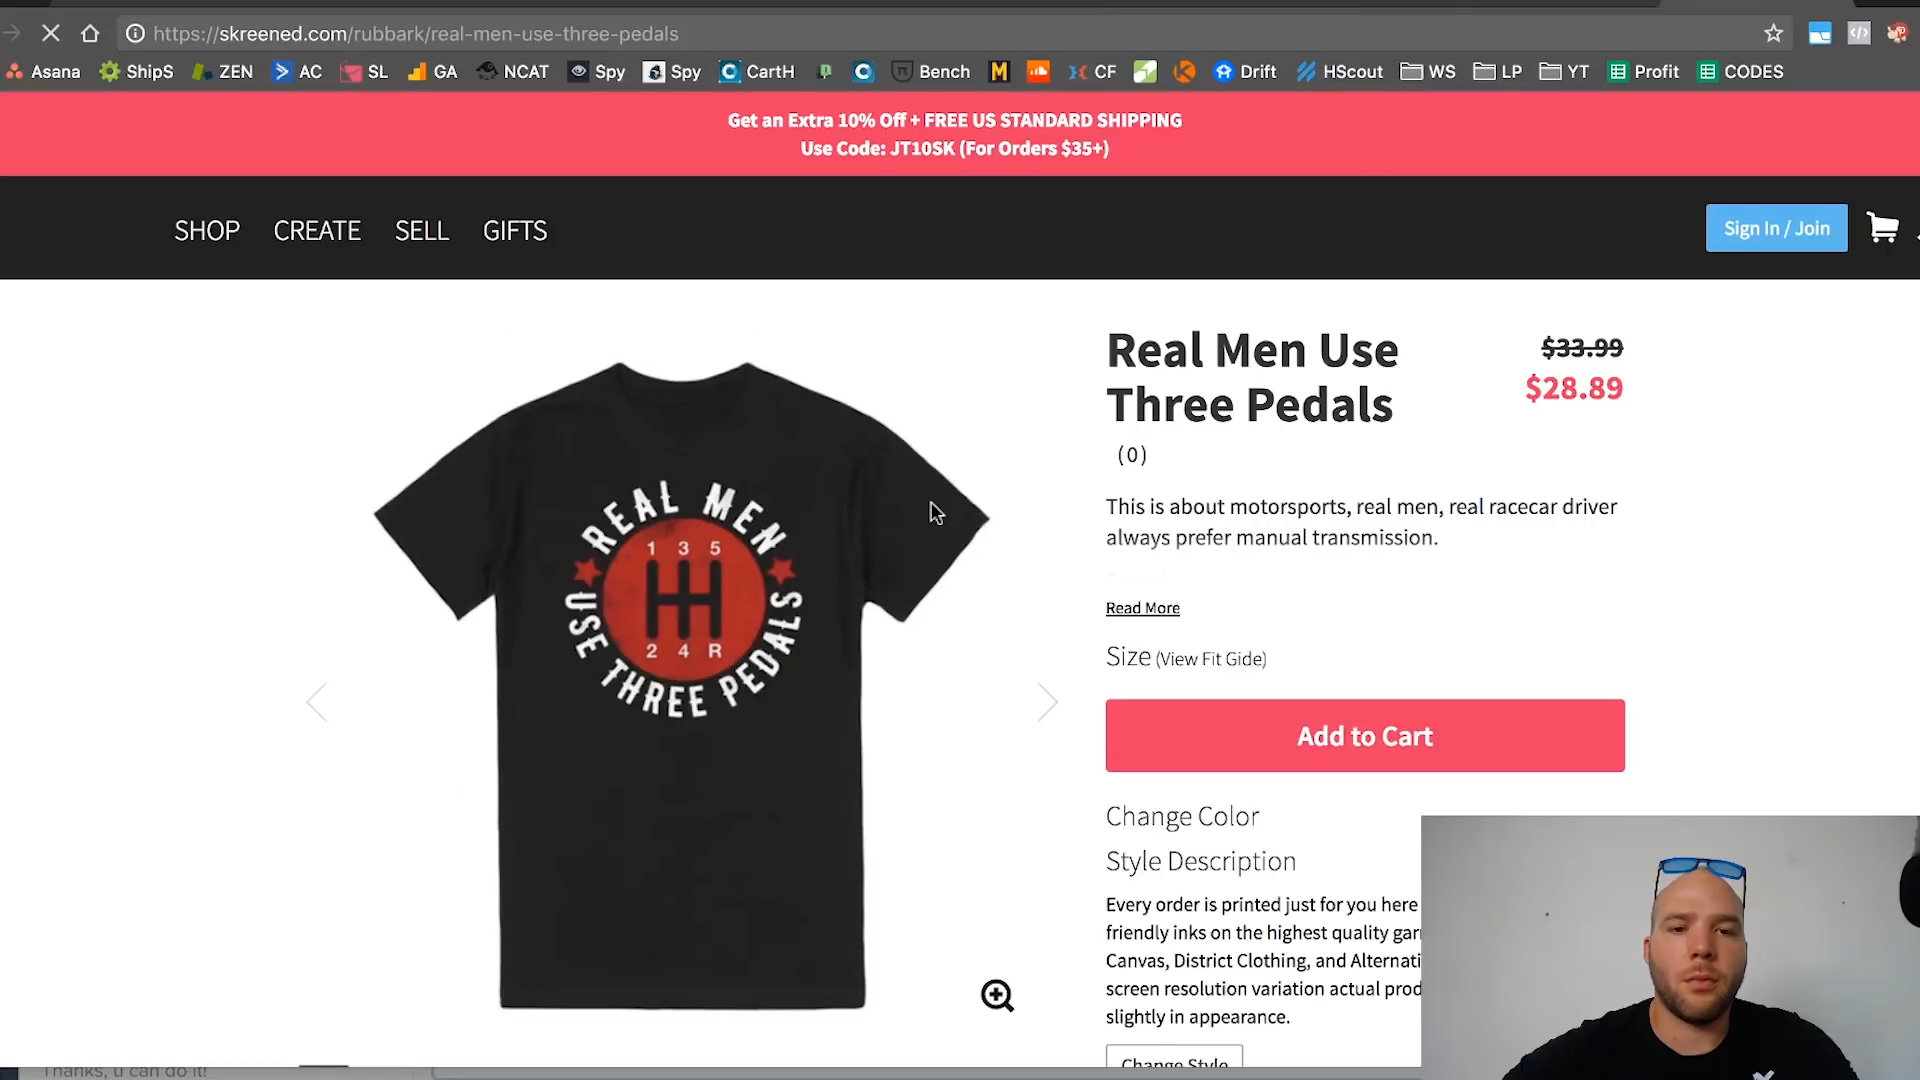 https://skreened.com/rubbark/real-men-use-three-pedals
Asana ShipS ZEN AC SL GA NCAT Spy Spy CartH Bench CF Drift HScout WS LP YT Profit CODES
Get an Extra 10% Off + FREE US STANDARD SHIPPING
Use Code: JT10SK (For Orders $35+)
SHOP CREATE SELL GIFTS
Sign In / Join
REAL MEN
1 3 5
2 4 R
USE THREE PEDALS
Real Men Use
Three Pedals
$33.99
$28.89
(0)
This is about motorsports, real men, real racecar driver
always prefer manual transmission.
Read More
Size (View Fit Gide)
Add to Cart
Change Color
Style Description
Every order is printed just for you here
friendly inks on the highest quality gar
Canvas, District Clothing, and Alternati
screen resolution variation actual prod
slightly in appearance.
Change Style
Thanks, u can do it!